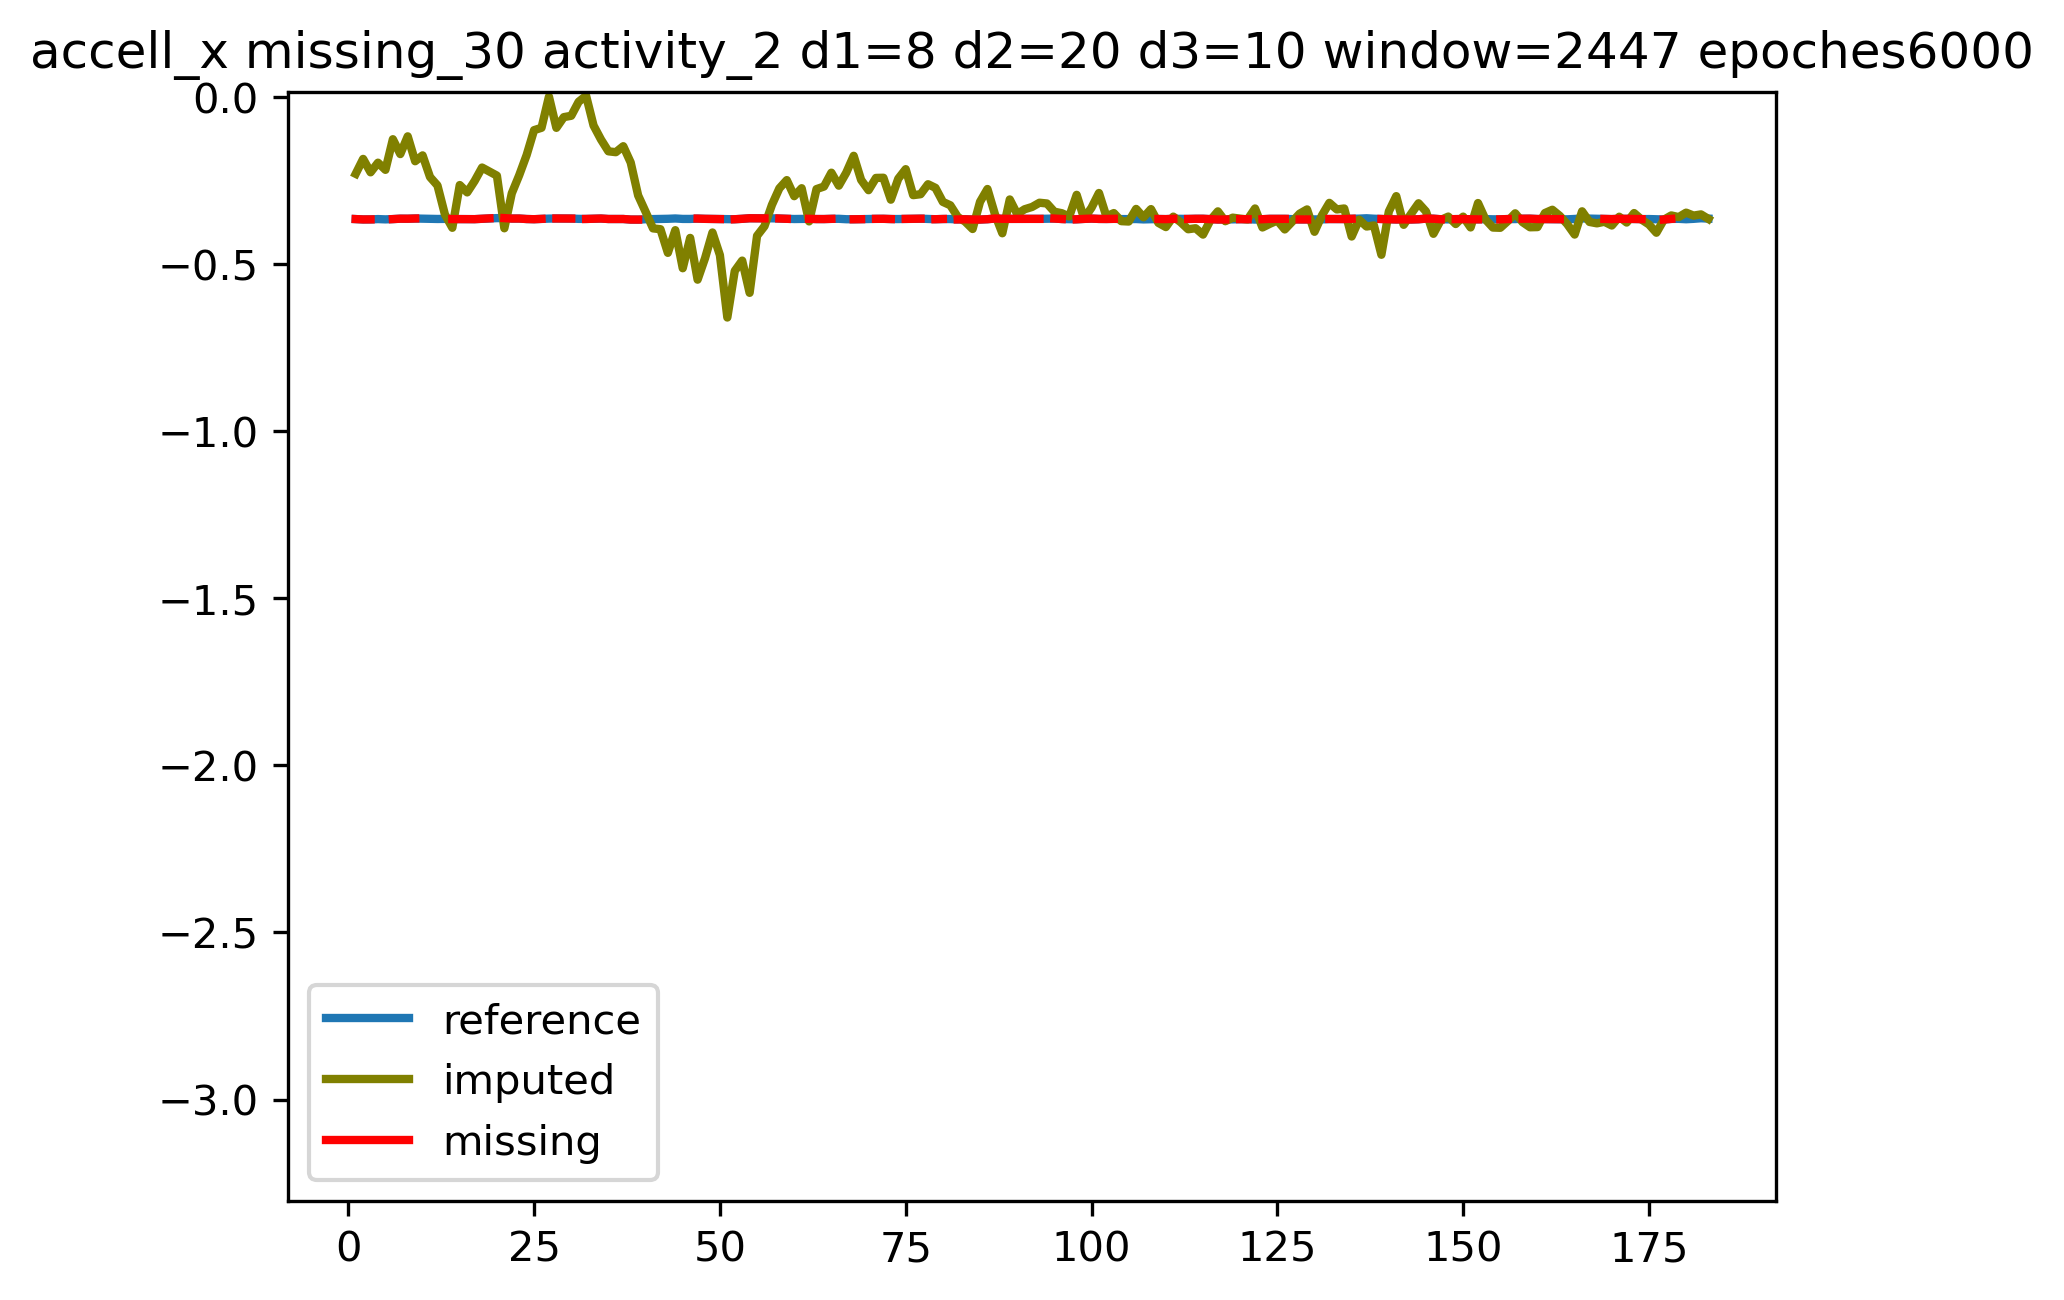 accell_x missing_30 activity_2 d1=8 d2=20 d3=10 window=2447 epoches6000
0.0
−0.5
−1.0
−1.5
−2.0
−2.5
−3.0
reference
imputed
missing
0 25 50 75 100 125 150 175